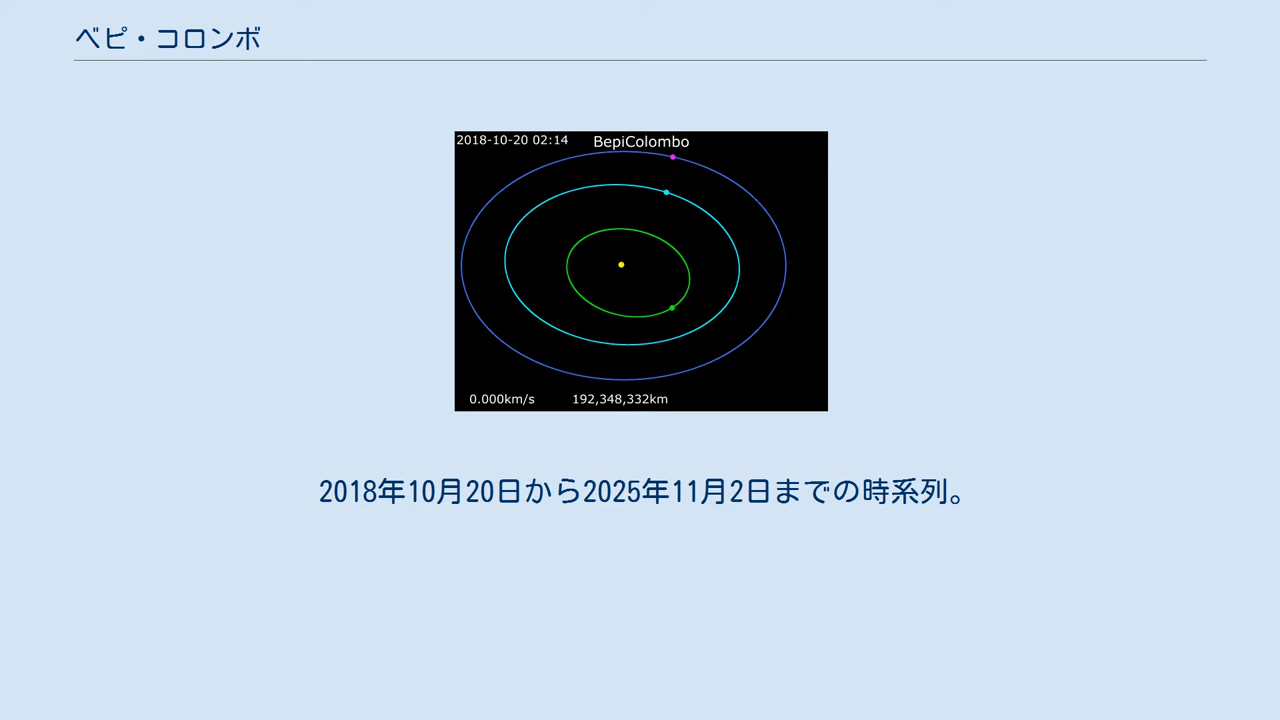 ベピ・コロンボ
2018-10-20 02:14
BepiColombo
0.000km/s
192,348,332km
2018年10月20日から2025年11月2日までの時系列。